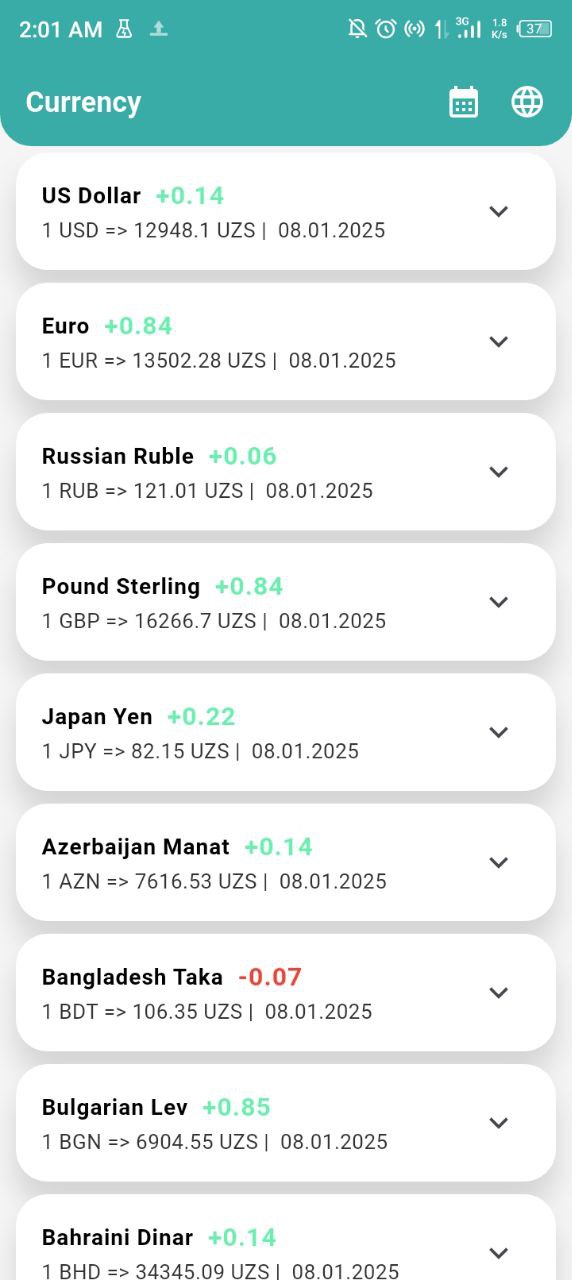 2:01 AM 3G 1.8 K/s 37
Currency
US Dollar +0.14
1 USD => 12948.1 UZS | 08.01.2025
Euro +0.84
1 EUR => 13502.28 UZS | 08.01.2025
Russian Ruble +0.06
1 RUB => 121.01 UZS | 08.01.2025
Pound Sterling +0.84
1 GBP => 16266.7 UZS | 08.01.2025
Japan Yen +0.22
1 JPY => 82.15 UZS | 08.01.2025
Azerbaijan Manat +0.14
1 AZN => 7616.53 UZS | 08.01.2025
Bangladesh Taka -0.07
1 BDT => 106.35 UZS | 08.01.2025
Bulgarian Lev +0.85
1 BGN => 6904.55 UZS | 08.01.2025
Bahraini Dinar +0.14
1 BHD => 34345.09 UZS | 08.01.2025